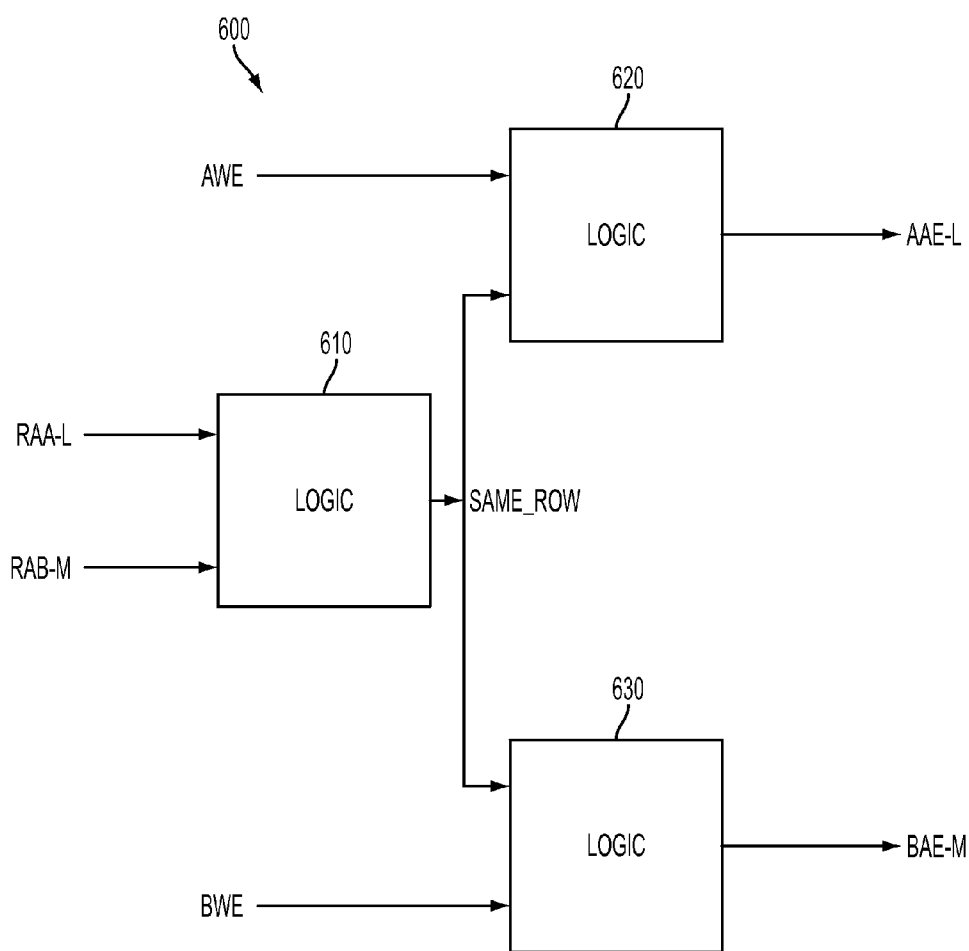 600
620
AWE
LOGIC
AAE-L
610
RAA-L
LOGIC
SAME_ROW
RAB-M
630
LOGIC
BAE-M
BWE